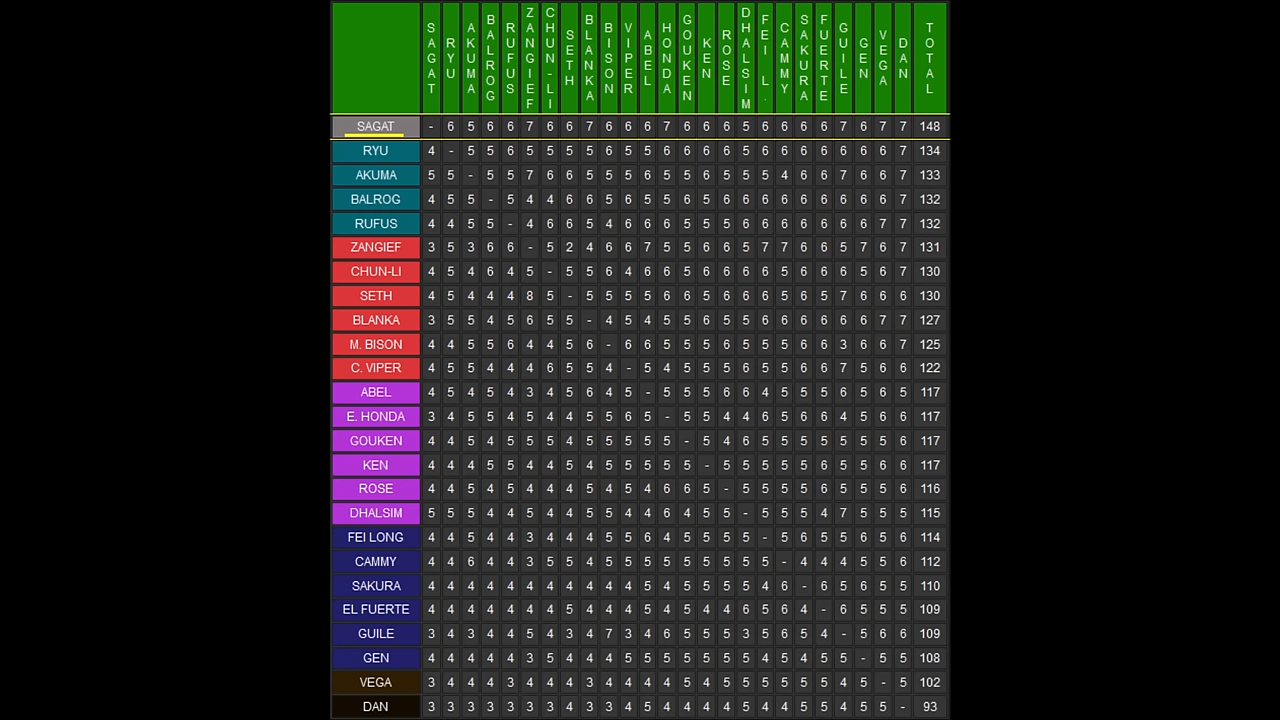 SAGAT RYU AKUMA BALROG RUFUS ZANGIEF CHUN-LI SETH BLANKA BISON VIPER ABEL HONDA GOUKEN KEN ROSE DHALSIM FEI L. CAMMY SAKURA FUERTE GUILE GEN VEGA DAN TOTAL
SAGAT - 6 5 6 6 7 6 6 7 6 6 6 7 6 6 6 5 6 6 6 6 7 6 7 7 148
RYU 4 - 5 5 6 5 5 5 5 6 5 5 6 6 6 6 5 6 6 6 6 6 6 6 7 134
AKUMA 5 5 - 5 5 7 6 6 5 5 5 6 5 5 6 5 5 5 4 6 6 7 6 6 7 133
BALROG 4 5 5 - 5 4 4 6 6 5 6 5 5 6 5 5 6 6 6 6 6 6 6 6 7 132
RUFUS 4 4 5 5 - 4 6 6 5 4 6 6 6 5 5 5 6 6 6 6 6 6 6 7 7 132
ZANGIEF 3 5 3 6 6 - 5 2 4 6 6 7 5 5 6 6 5 7 7 6 6 5 7 6 7 131
CHUN-LI 4 5 4 6 4 5 - 5 5 6 4 6 5 6 6 6 6 6 5 6 6 6 5 6 7 130
SETH 4 5 4 4 4 8 5 - 5 5 5 5 6 6 5 6 6 6 5 6 5 7 6 6 6 130
BLANKA 3 5 5 4 5 6 5 5 - 4 5 4 5 5 6 5 5 6 6 6 6 6 6 7 7 127
M. BISON 4 4 5 5 6 4 4 5 6 - 6 6 5 5 5 5 6 5 6 6 6 3 6 6 7 125
C. VIPER 4 4 5 5 4 4 6 5 5 4 - 5 4 5 5 5 6 5 5 6 6 7 5 6 6 122
ABEL 4 5 4 5 4 3 4 5 6 4 5 - 5 5 5 6 6 4 5 5 6 5 6 5 5 117
E. HONDA 3 4 5 5 4 5 4 4 5 5 6 5 - 5 5 4 4 6 5 6 6 4 5 6 6 117
GOUKEN 4 4 5 4 5 5 5 4 5 5 5 5 5 - 5 4 6 5 5 5 5 5 5 5 6 117
KEN 4 4 4 5 5 4 4 5 4 5 5 5 5 5 - 5 5 5 5 5 6 5 5 6 6 117
ROSE 4 4 5 4 5 4 4 4 5 4 5 4 6 6 5 - 5 5 5 5 6 5 5 5 6 116
DHALSIM 5 5 5 4 4 5 4 4 5 4 4 4 6 4 5 5 - 5 5 4 4 7 5 5 5 115
FEI LONG 4 4 5 4 4 3 4 4 4 5 5 6 4 5 5 5 5 - 5 6 5 5 6 5 6 114
CAMMY 4 4 6 4 4 3 5 5 4 4 5 5 5 5 5 5 5 5 - 4 4 4 5 5 6 112
SAKURA 4 4 4 4 4 4 4 4 4 4 4 5 4 5 5 5 5 4 6 - 6 5 6 5 5 110
EL FUERTE 4 4 4 4 4 4 4 5 4 4 4 4 4 5 4 4 6 5 6 4 - 6 5 5 5 109
GUILE 3 4 3 4 4 5 4 3 4 7 3 4 6 5 5 5 3 5 6 5 4 - 5 6 6 109
GEN 4 4 4 4 4 3 5 4 4 4 5 5 5 5 5 5 5 4 5 4 5 5 - 5 5 108
VEGA 3 4 4 4 3 4 4 4 3 4 4 5 4 5 4 5 5 5 5 5 5 4 5 - 5 102
DAN 3 3 3 3 3 3 4 3 3 4 5 4 4 4 4 5 4 4 5 5 4 5 5 - 93